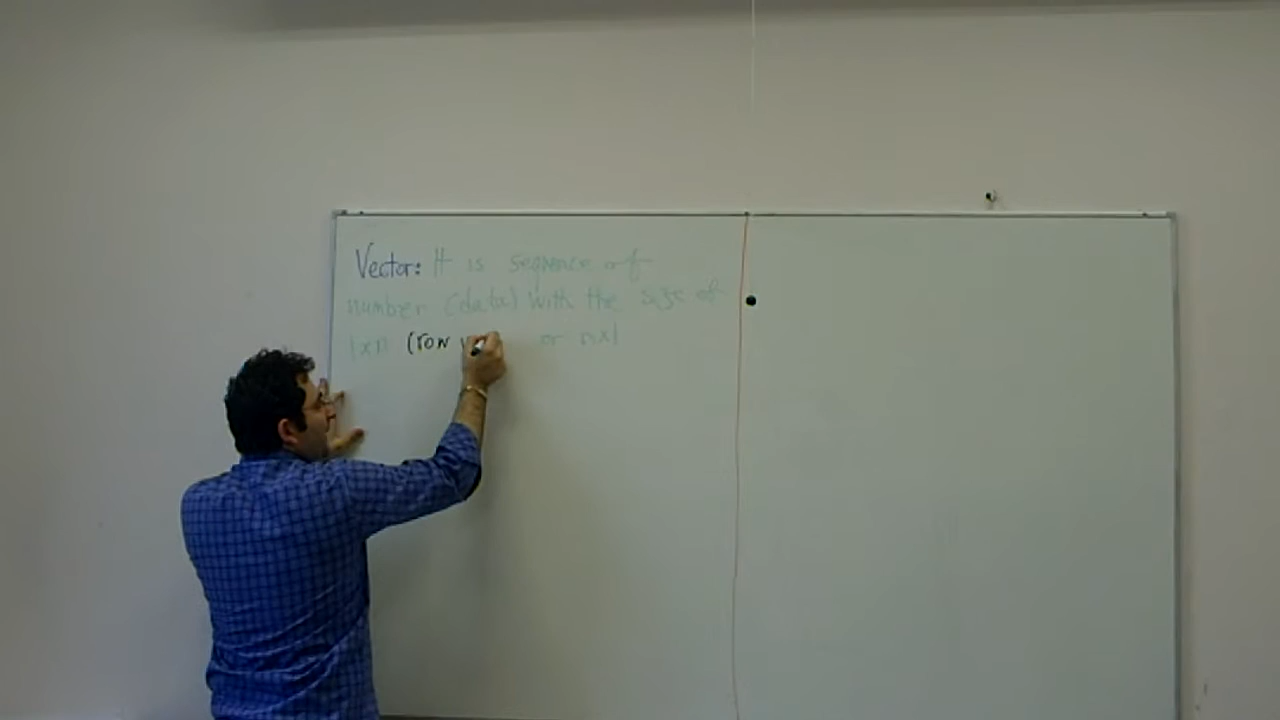 Vector: It is sequence of
number (data) with the size of
1xn (row or nx1